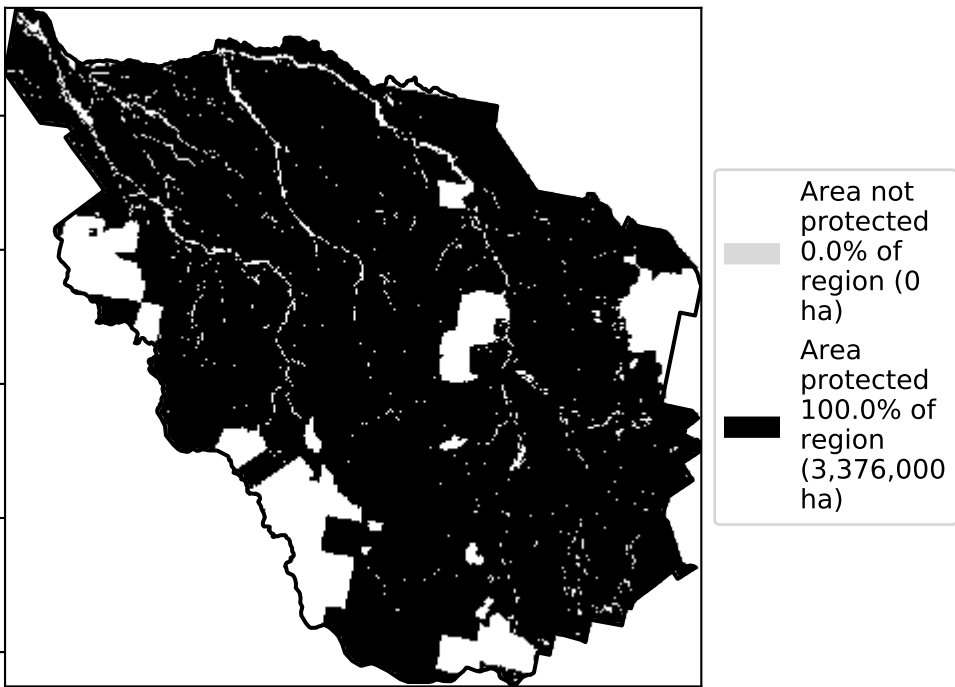 Area not
protected
0.0% of
region (0
ha)
Area
protected
100.0% of
region
(3,376,000
ha)